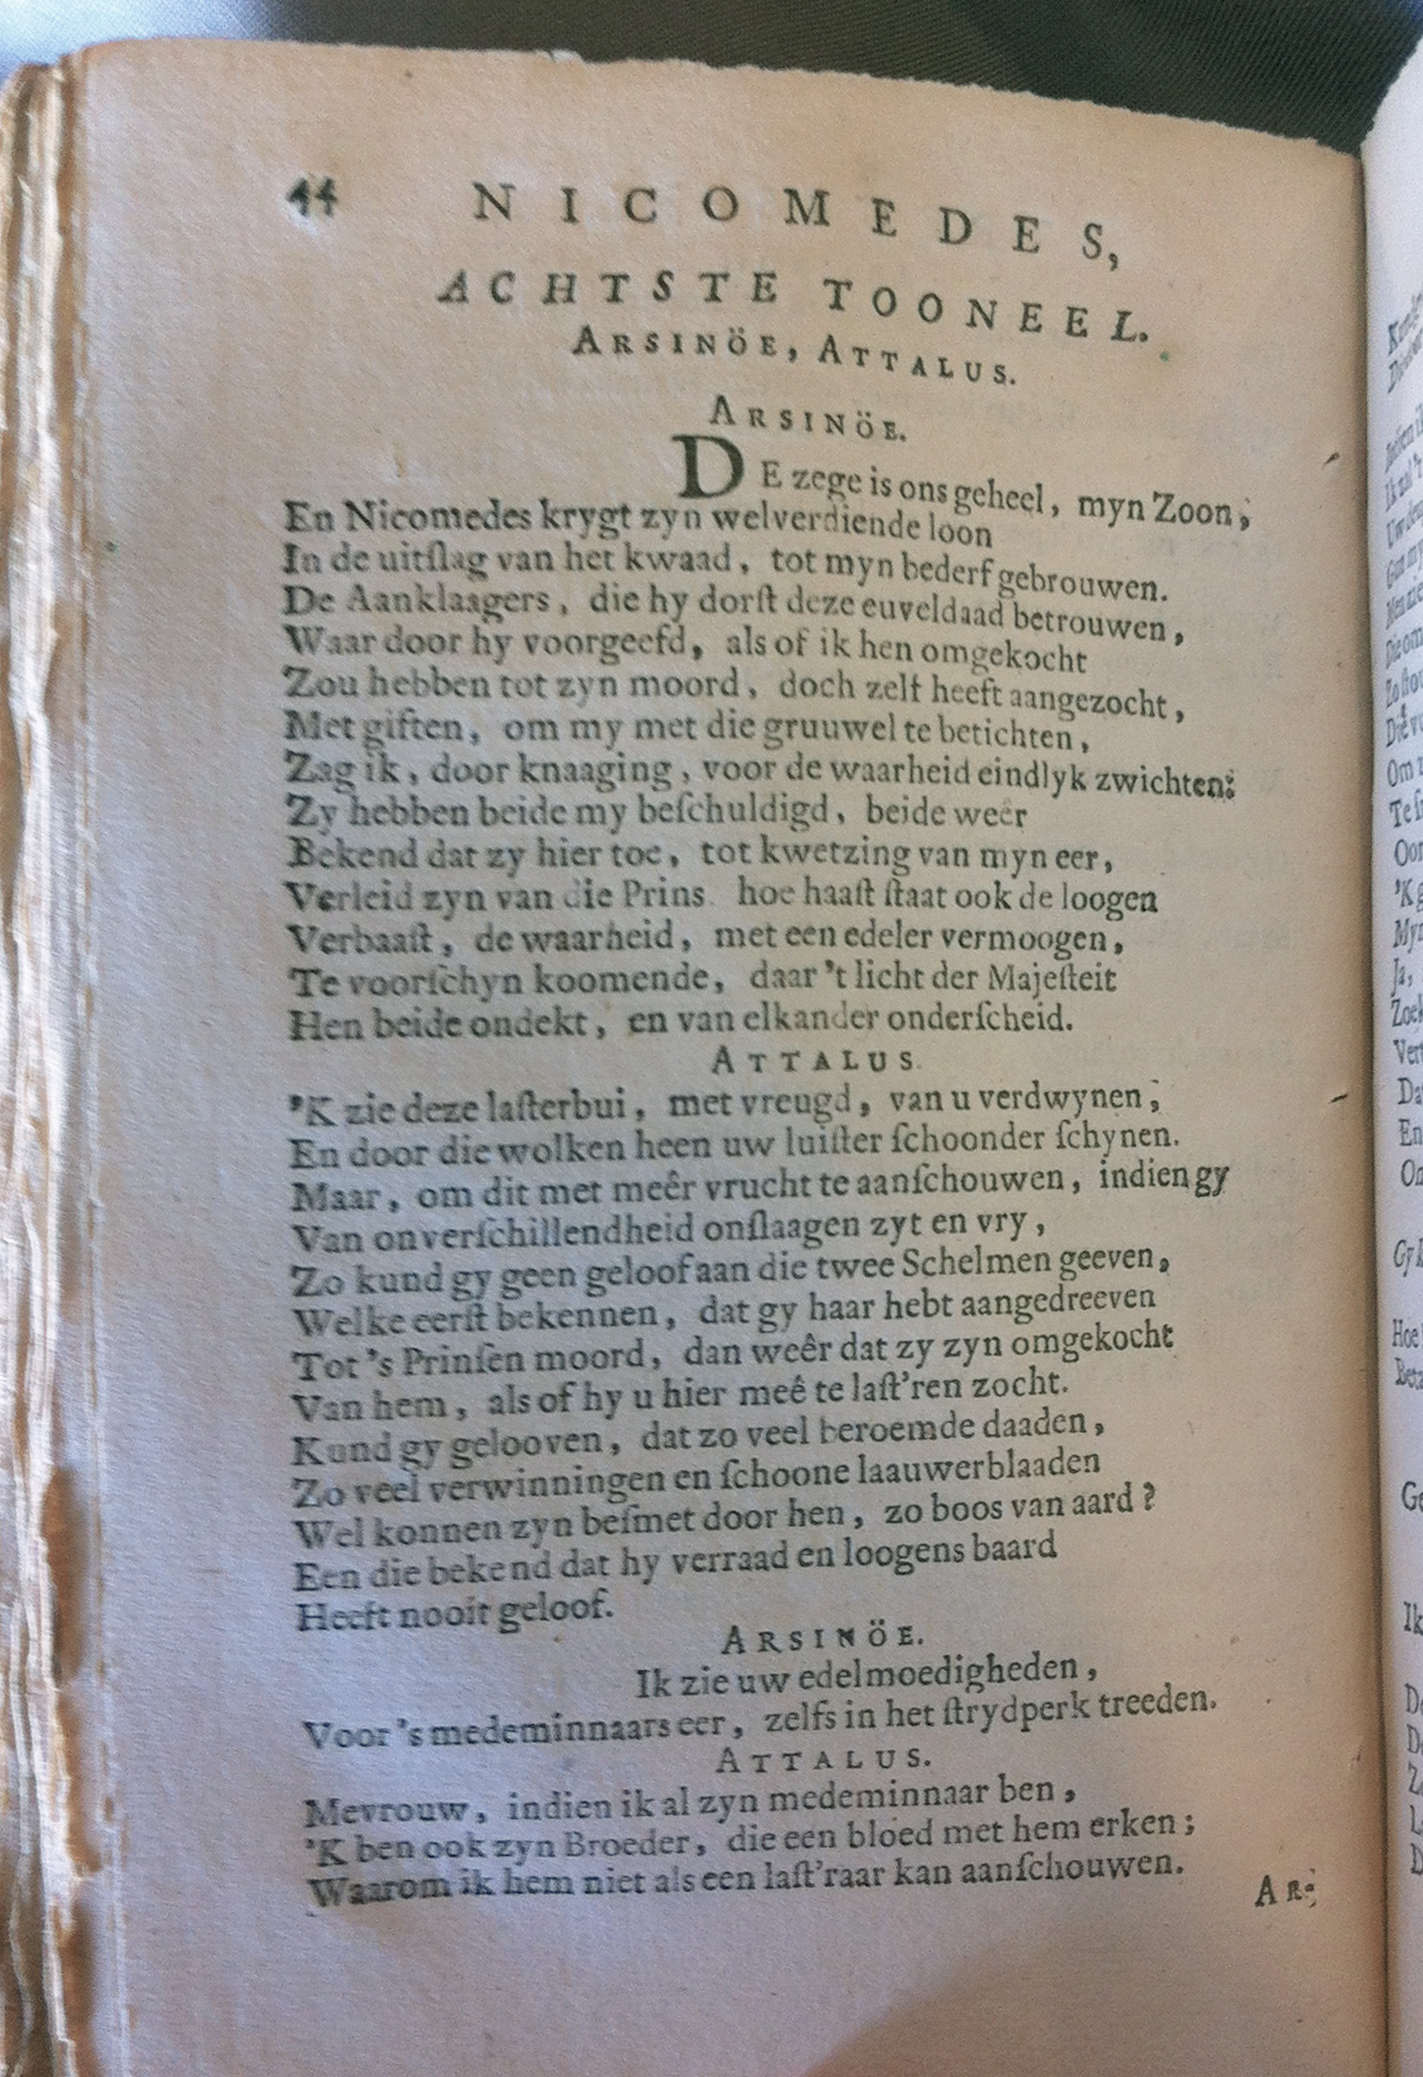 44 NICOMEDES,
ACHTSTE TOONEEL.
ARSINÖE, ATTALUS.
ARSINÖE.
DE zege is ons geheel, myn Zoon,
En Nicomedes krygt zyn welverdiende loon
In de uitſlag van het kwaad, tot myn bederf gebrouwen.
De Aanklaagers, die hy dorſt deze euveldaad betrouwen,
Waar door hy voorgeefd, als of ik hen omgekocht
Zou hebben tot zyn moord, doch zelf heeft aangezocht,
Met giften, om my met die gruuwel te betichten,
Zag ik, door knaaging, voor de waarheid eindlyk zwichten:
Zy hebben beide my beſchuldigd, beide weêr
Bekend dat zy hier toe, tot kwetzing van myn eer,
Verleid zyn van die Prins. hoe haaſt ſtaat ook de loogen
Verbaaſt, de waarheid, met een edeler vermoogen,
Te voorſchyn koomende, daar 't licht der Majeſteit
Hen beide ondekt, en van elkander onderſcheid.
ATTALUS.
'K zie deze laſterbui, met vreugd, van u verdwynen,
En door die wolken heen uw luiſter ſchoonder ſchynen.
Maar, om dit met meêr vrucht te aanſchouwen, indien gy
Van onverſchillendheid onſlaagen zyt en vry,
Zo kund gy geen geloof aan die twee Schelmen geeven,
Welke eerſt bekennen, dat gy haar hebt aangedreeven
Tot 's Prinſen moord, dan weêr dat zy zyn omgekocht
Van hem, als of hy u hier meê te laſt'ren zocht.
Kund gy gelooven, dat zo veel beroemde daaden,
Zo veel verwinningen en ſchoone laauwerblaaden
Wel konnen zyn beſmet door hen, zo boos van aard?
Een die bekend dat hy verraad en loogens baard
Heeft nooit geloof.
ARSINÖE.
Ik zie uw edelmoedigheden,
Voor 's medeminnaars eer, zelfs in het ſtrydperk treeden.
ATTALUS.
Mevrouw, indien ik al zyn medeminnaar ben,
'K ben ook zyn Broeder, die een bloed met hem erken;
Waarom ik hem niet als een laſt'raar kan aanſchouwen.
AR-